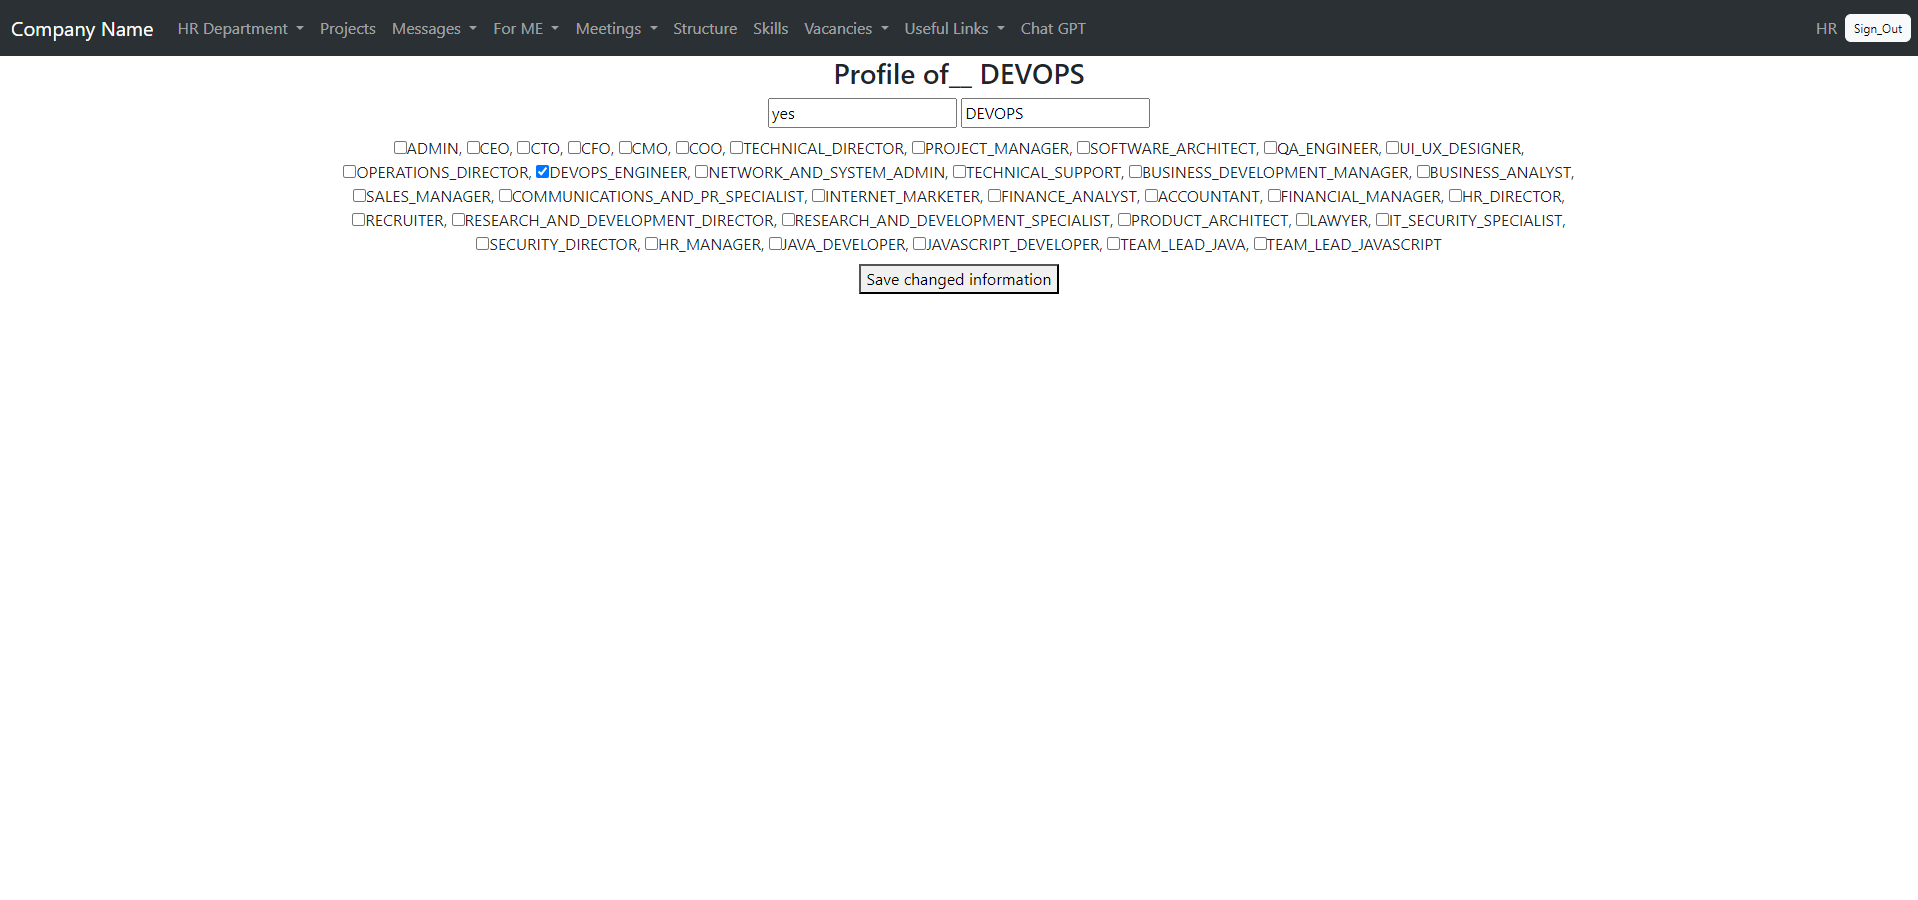 Company Name HR Department Projects Messages For ME Meetings Structure Skills Vacancies Useful Links Chat GPT HR Sign_Out
Profile of__ DEVOPS
yes DEVOPS
ADMIN, CEO, CTO, CFO, CMO, COO, TECHNICAL_DIRECTOR, PROJECT_MANAGER, SOFTWARE_ARCHITECT, QA_ENGINEER, UI_UX_DESIGNER,
OPERATIONS_DIRECTOR, DEVOPS_ENGINEER, NETWORK_AND_SYSTEM_ADMIN, TECHNICAL_SUPPORT, BUSINESS_DEVELOPMENT_MANAGER, BUSINESS_ANALYST,
SALES_MANAGER, COMMUNICATIONS_AND_PR_SPECIALIST, INTERNET_MARKETER, FINANCE_ANALYST, ACCOUNTANT, FINANCIAL_MANAGER, HR_DIRECTOR,
RECRUITER, RESEARCH_AND_DEVELOPMENT_DIRECTOR, RESEARCH_AND_DEVELOPMENT_SPECIALIST, PRODUCT_ARCHITECT, LAWYER, IT_SECURITY_SPECIALIST,
SECURITY_DIRECTOR, HR_MANAGER, JAVA_DEVELOPER, JAVASCRIPT_DEVELOPER, TEAM_LEAD_JAVA, TEAM_LEAD_JAVASCRIPT
Save changed information